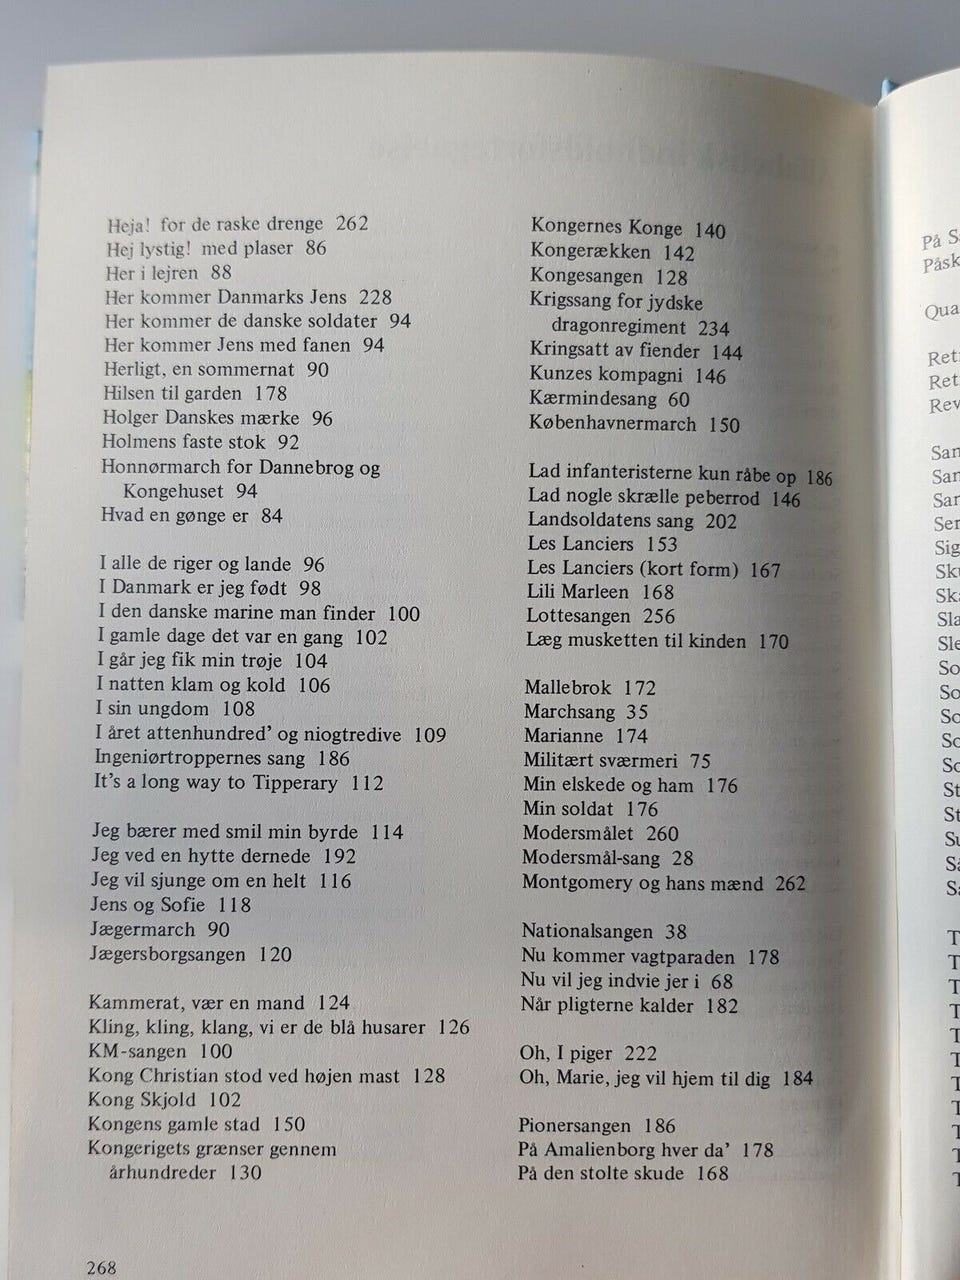 Heja! for de raske drenge 262
Hej lystig! med plaser 86
Her i lejren 88
Her kommer Danmarks Jens 228
Her kommer de danske soldater 94
Her kommer Jens med fanen 94
Herligt, en sommernat 90
Hilsen til garden 178
Holger Danskes mærke 96
Holmens faste stok 92
Honnørmarch for Dannebrog og
Kongehuset 94
Hvad en gønge er 84
I alle de riger og lande 96
I Danmark er jeg født 98
I den danske marine man finder 100
I gamle dage det var en gang 102
I går jeg fik min trøje 104
I natten klam og kold 106
I sin ungdom 108
I året attenhundred' og niogtredive 109
Ingeniørtroppernes sang 186
It's a long way to Tipperary 112
Jeg bærer med smil min byrde 114
Jeg ved en hytte dernede 192
Jeg vil sjunge om en helt 116
Jens og Sofie 118
Jægermarch 90
Jægersborgsangen 120
Kammerat, vær en mand 124
Kling, kling, klang, vi er de blå husarer 126
KM-sangen 100
Kong Christian stod ved højen mast 128
Kong Skjold 102
Kongens gamle stad 150
Kongerigets grænser gennem
århundreder 130
268
Kongernes Konge 140
Kongerækken 142
Kongesangen 128
Krigssang for jydske
dragonregiment 234
Kringsatt av fiender 144
Kunzes kompagni 146
Kærmindesang 60
Københavnermarch 150
Lad infanteristerne kun råbe op 186
Lad nogle skrælle peberrod 146
Landsoldatens sang 202
Les Lanciers 153
Les Lanciers (kort form) 167
Lili Marleen 168
Lottesangen 256
Læg musketten til kinden 170
Mallebrok 172
Marchsang 35
Marianne 174
Militært sværmeri 75
Min elskede og ham 176
Min soldat 176
Modersmålet 260
Modersmål-sang 28
Montgomery og hans mænd 262
Nationalsangen 38
Nu kommer vagtparaden 178
Nu vil jeg indvie jer i 68
Når pligterne kalder 182
Oh, I piger 222
Oh, Marie, jeg vil hjem til dig 184
Pionersangen 186
På Amalienborg hver da' 178
På den stolte skude 168
På